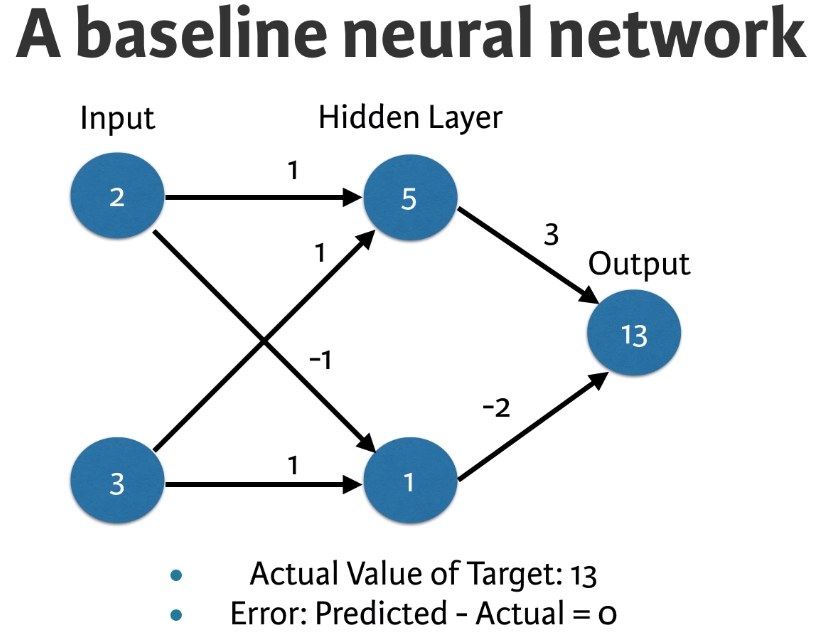 A baseline neural network
Input
Hidden Layer
2
1
5
1
3
Output
13
-1
-2
3
1
1
• Actual Value of Target: 13
• Error: Predicted - Actual = 0